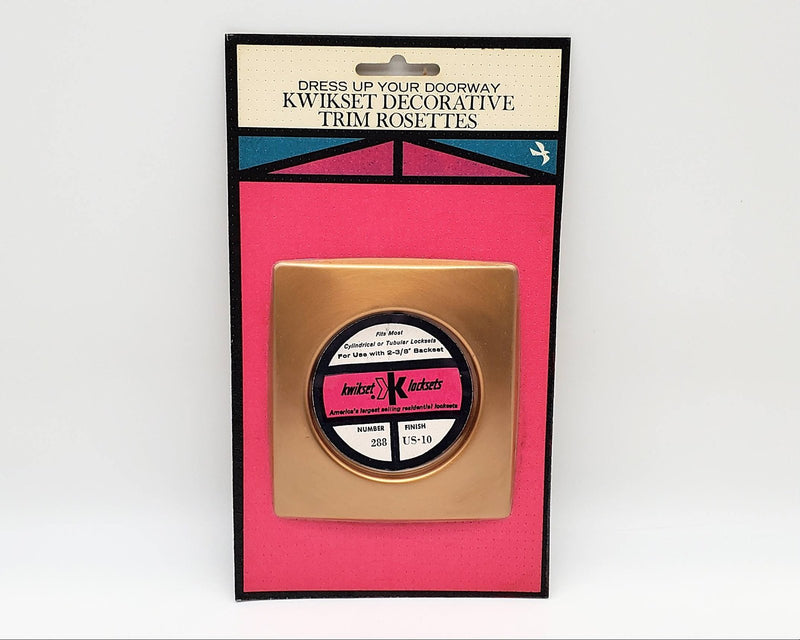 DRESS UP YOUR DOORWAY
KWIKSET DECORATIVE
TRIM ROSETTES
Fits Most
Cylindrical or Tubular Locksets
For Use with 2-3/8" Backset
kwikset K locksets
America's largest selling residential locksets
NUMBER FINISH
288 US-10